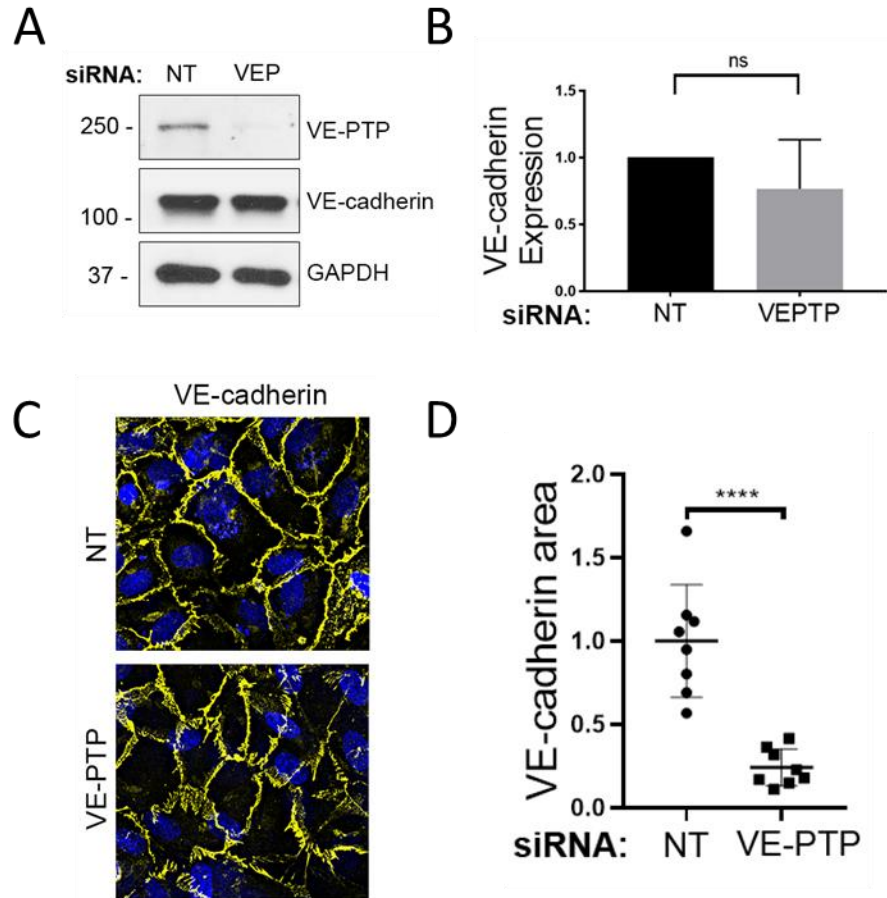 A
siRNA: NT VEP
250 - VE-PTP
VE-cadherin
100 -
37 - GAPDH
B
ns
VE-cadherin
Expression
1.5
1.0
0.5
0.0
siRNA: NT VEPTP
C
VE-cadherin
NT
VE-PTP
D
VE-cadherin area
2.0
****
1.5
1.0
0.5
0.0
siRNA: NT VE-PTP